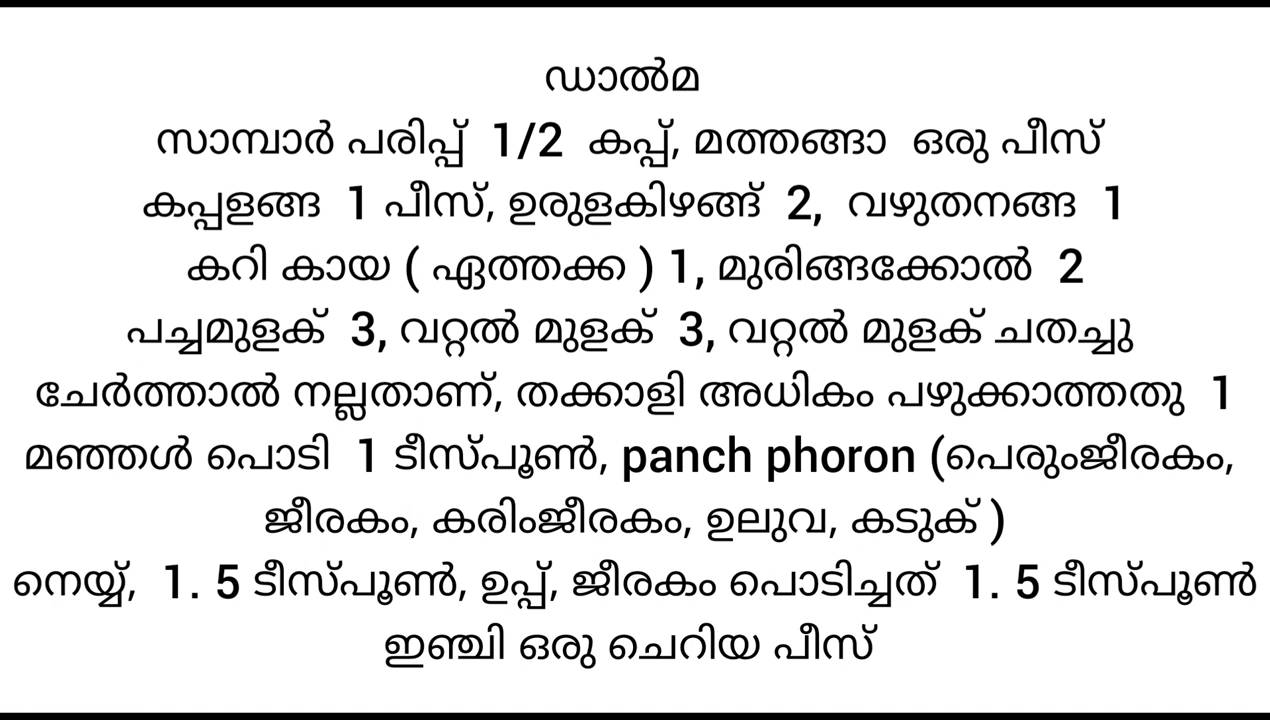 ഡാൽമ
സാമ്പാർ പരിപ്പ് 1/2 കപ്പ്, മത്തങ്ങാ ഒരു പീസ്
കപ്പളങ്ങ 1 പീസ്, ഉരുളകിഴങ്ങ് 2, വഴുതനങ്ങ 1
കറി കായ ( ഏത്തക്ക ) 1, മുരിങ്ങക്കോൽ 2
പച്ചമുളക് 3, വറ്റൽ മുളക് 3, വറ്റൽ മുളക് ചതച്ചു
ചേർത്താൽ നല്ലതാണ്, തക്കാളി അധികം പഴുക്കാത്തതു 1
മഞ്ഞൾ പൊടി 1 ടീസ്പൂൺ, panch phoron (പെരുംജീരകം,
ജീരകം, കരിംജീരകം, ഉലുവ, കടുക് )
നെയ്യ്, 1. 5 ടീസ്പൂൺ, ഉപ്പ്, ജീരകം പൊടിച്ചത് 1. 5 ടീസ്പൂൺ
ഇഞ്ചി ഒരു ചെറിയ പീസ്